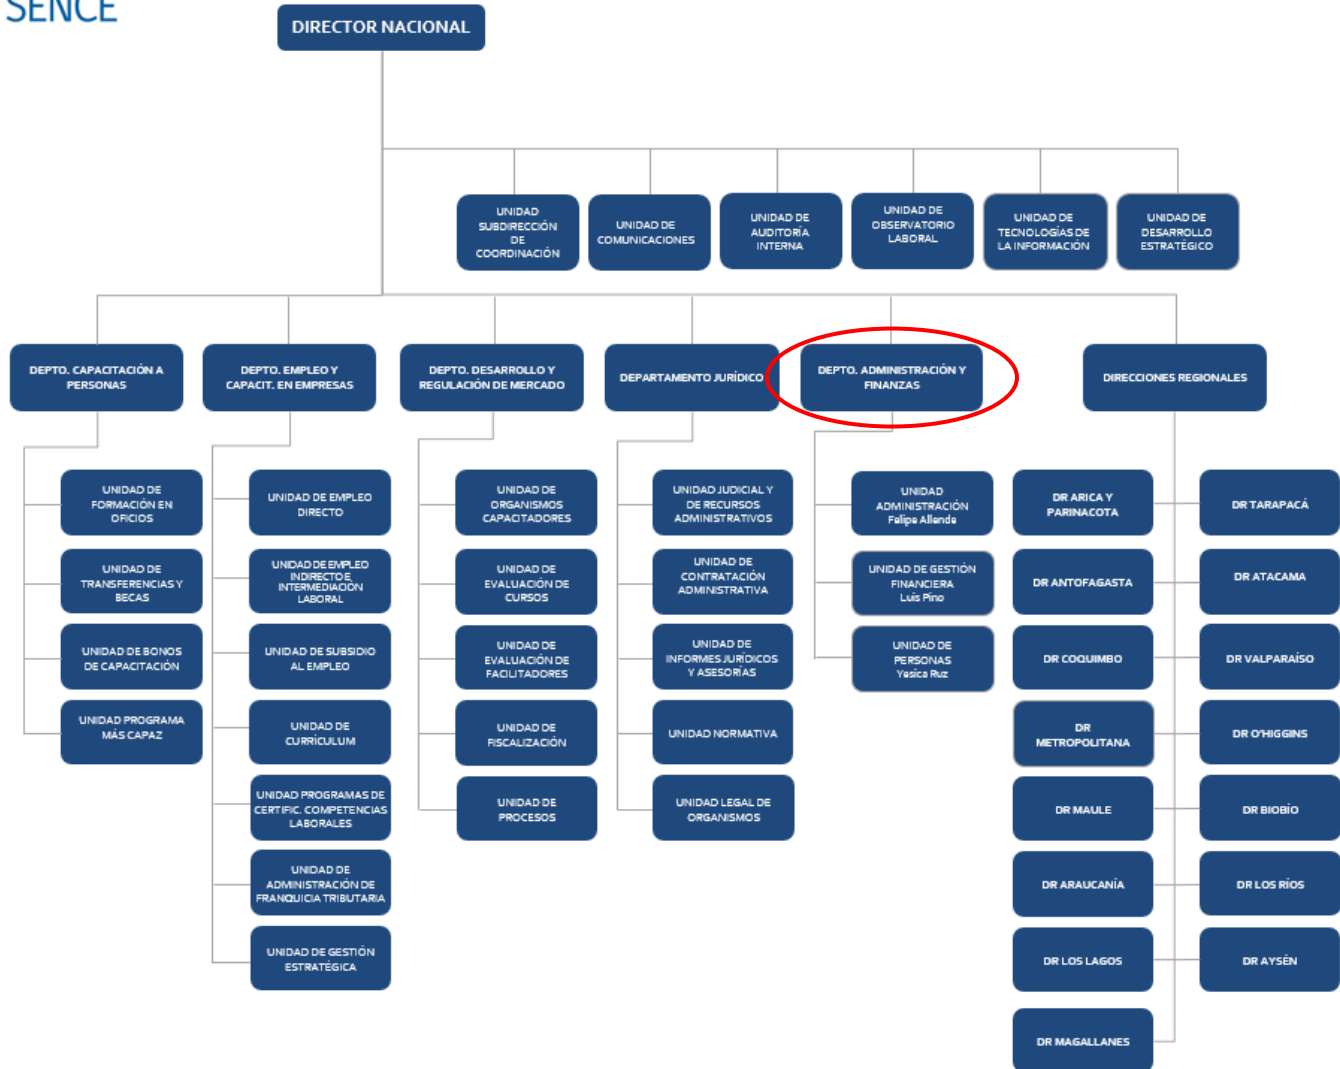 SENCE
DIRECTOR NACIONAL
UNIDAD
SUBDIRECCIÓN
DE
COORDINACIÓN
UNIDAD DE
COMUNICACIONES
UNIDAD DE
AUDITORÍA
INTERNA
UNIDAD DE
OBSERVATORIO
LABORAL
UNIDAD DE
TECNOLOGÍAS DE
LA INFORMACIÓN
UNIDAD DE
DESARROLLO
ESTRATÉGICO
DEPTO. CAPACITACIÓN A
PERSONAS
DEPTO. EMPLEO Y
CAPACIT. EN EMPRESAS
DEPTO. DESARROLLO Y
REGULACIÓN DE MERCADO
DEPARTAMENTO JURÍDICO
DEPTO. ADMINISTRACIÓN Y
FINANZAS
DIRECCIONES REGIONALES
UNIDAD DE
FORMACIÓN EN
OFICIOS
UNIDAD DE
TRANSFERENCIAS Y
BECAS
UNIDAD DE BONOS
DE CAPACITACIÓN
UNIDAD PROGRAMA
MÁS CAPAZ
UNIDAD DE EMPLEO
DIRECTO
UNIDAD DE EMPLEO
INDIRECTO E
INTERMEDIACIÓN
LABORAL
UNIDAD DE SUBSIDIO
AL EMPLEO
UNIDAD DE
CURRÍCULUM
UNIDAD PROGRAMAS DE
CERTIFIC. COMPETENCIAS
LABORALES
UNIDAD DE
ADMINISTRACIÓN DE
FRANQUICIA TRIBUTARIA
UNIDAD DE GESTIÓN
ESTRATÉGICA
UNIDAD DE
ORGANISMOS
CAPACITADORES
UNIDAD DE
EVALUACIÓN DE
CURSOS
UNIDAD DE
EVALUACIÓN DE
FACILITADORES
UNIDAD DE
FISCALIZACIÓN
UNIDAD DE
PROCESOS
UNIDAD JUDICIAL Y
DE RECURSOS
ADMINISTRATIVOS
UNIDAD DE
CONTRATACIÓN
ADMINISTRATIVA
UNIDAD DE
INFORMES JURÍDICOS
Y ASESORÍAS
UNIDAD NORMATIVA
UNIDAD LEGAL DE
ORGANISMOS
UNIDAD
ADMINISTRACIÓN
Felipe Allende
UNIDAD DE GESTIÓN
FINANCIERA
Luis Pino
UNIDAD DE
PERSONAS
Yesica Ruz
DR ARICA Y
PARINACOTA
DR TARAPACÁ
DR ANTOFAGASTA
DR ATACAMA
DR COQUIMBO
DR VALPARAÍSO
DR
METROPOLITANA
DR O'HIGGINS
DR MAULE
DR BIOBÍO
DR ARAUCANÍA
DR LOS RÍOS
DR LOS LAGOS
DR AYSÉN
DR MAGALLANES